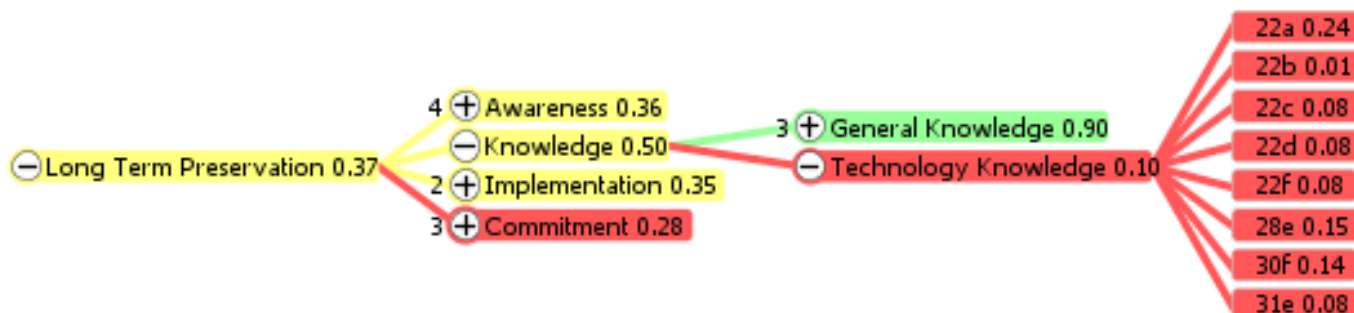 Long Term Preservation 0.37
4 Awareness 0.36
Knowledge 0.50
2 Implementation 0.35
3 Commitment 0.28
3 General Knowledge 0.90
Technology Knowledge 0.10
22a 0.24
22b 0.01
22c 0.08
22d 0.08
22f 0.08
28e 0.15
30f 0.14
31e 0.08